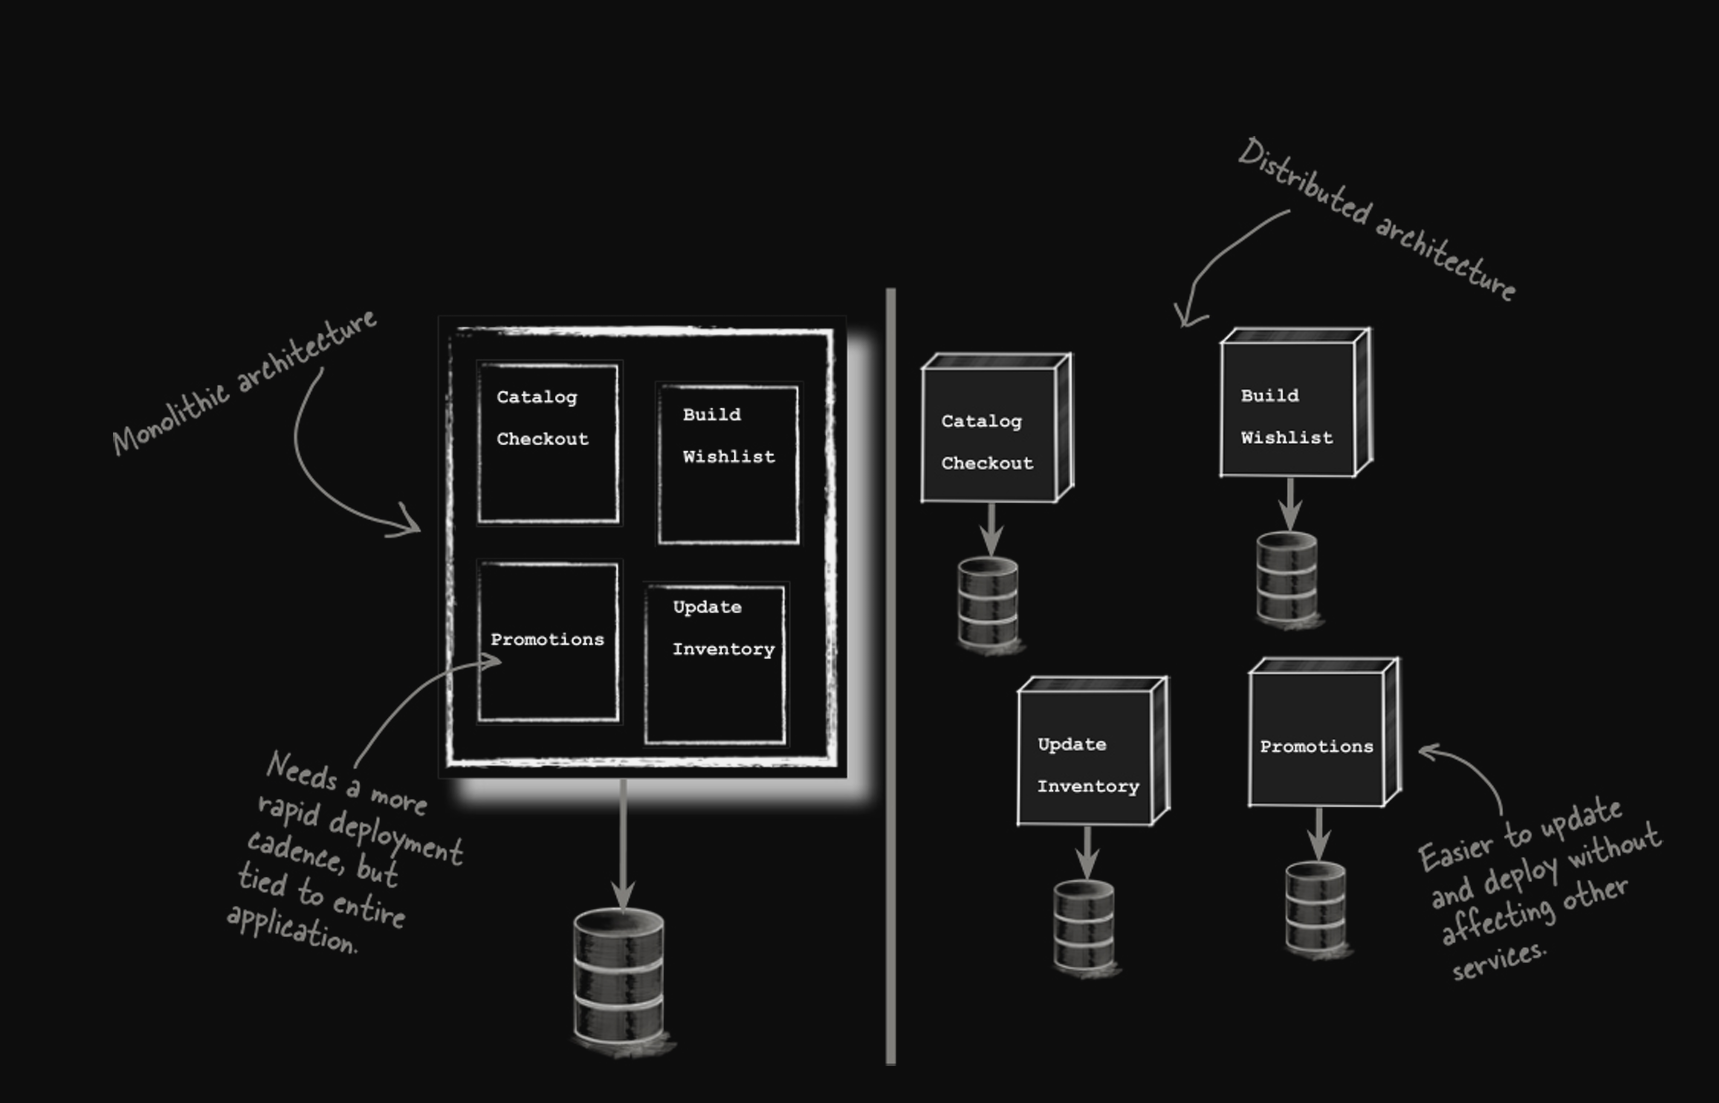 Monolithic architecture
Catalog
Checkout
Build
Wishlist
Promotions
Update
Inventory
Needs a more
rapid deployment
cadence, but
tied to entire
application.
Distributed architecture
Catalog
Checkout
Build
Wishlist
Update
Inventory
Promotions
Easier to update
and deploy without
affecting other
services.